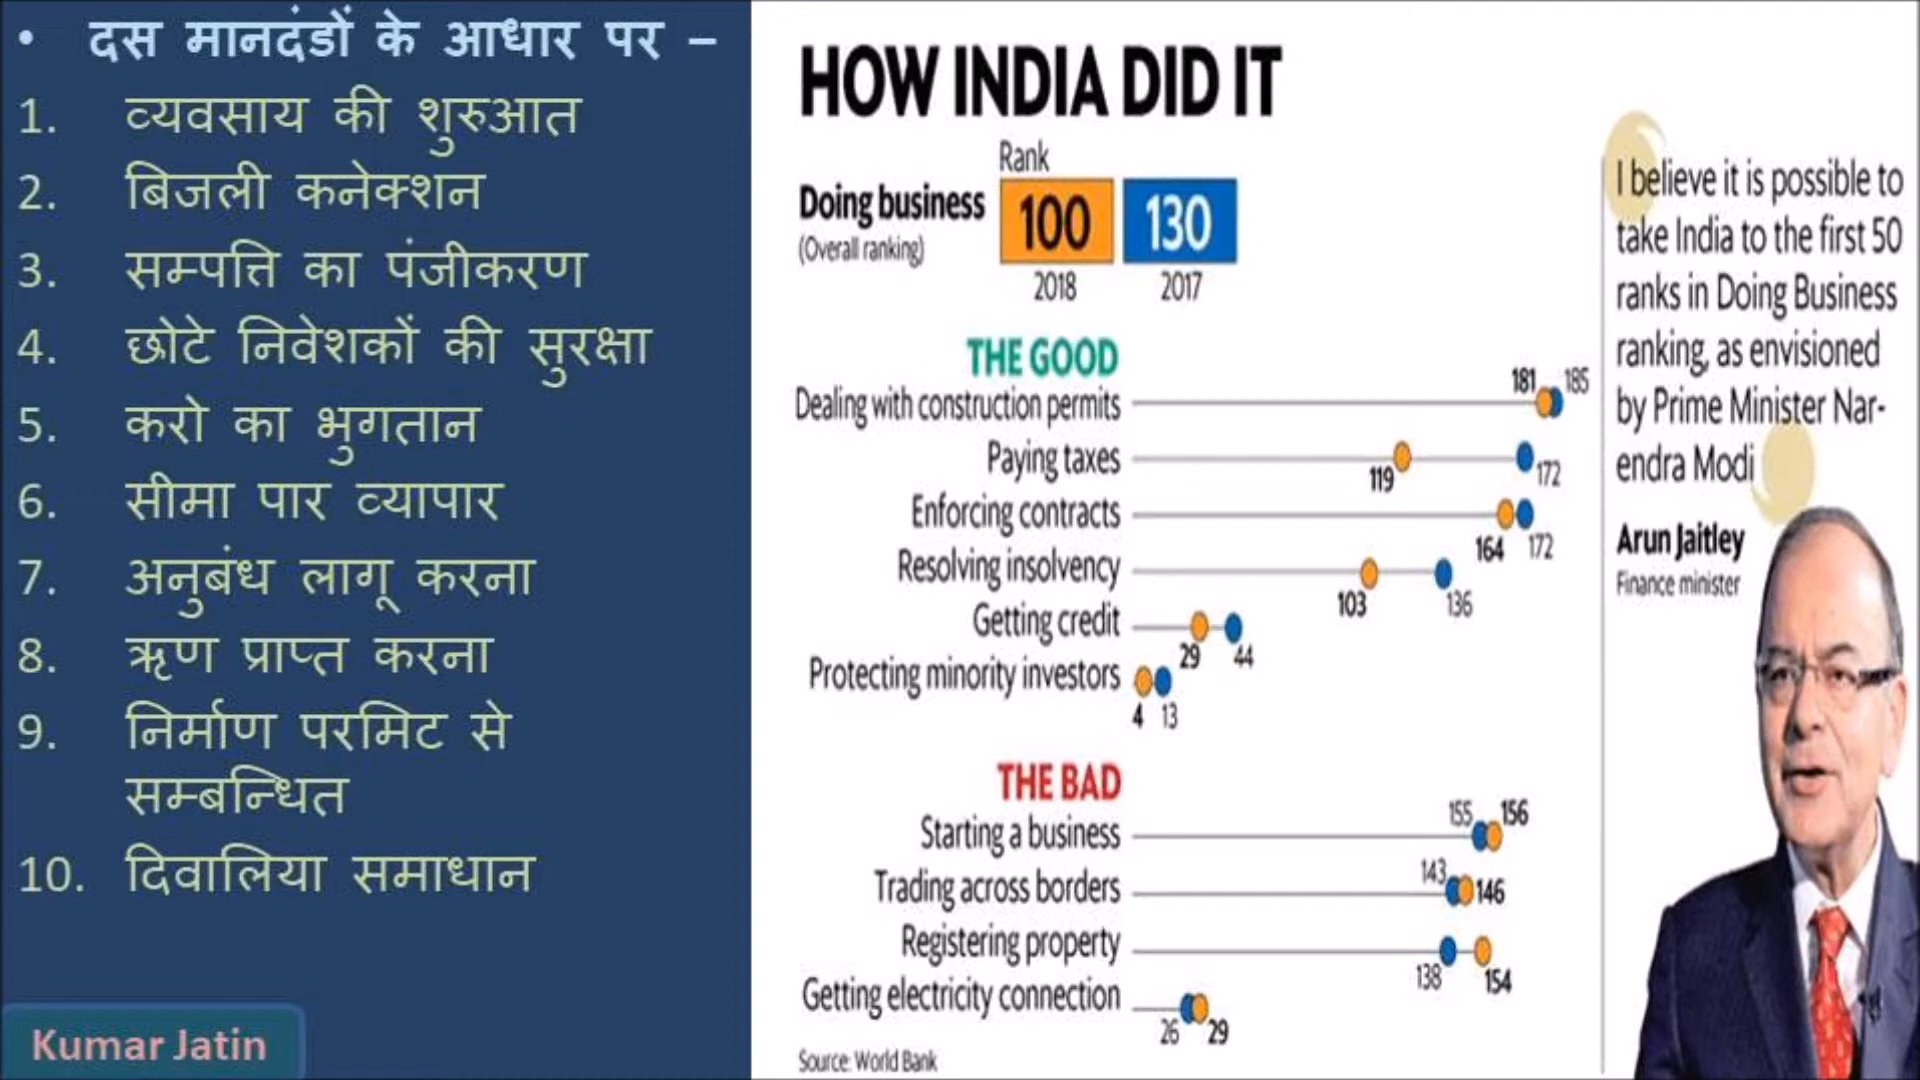 • दस मानदंडों के आधार पर –
1. व्यवसाय की शुरुआत
2. बिजली कनेक्शन
3. सम्पत्ति का पंजीकरण
4. छोटे निवेशकों की सुरक्षा
5. करो का भुगतान
6. सीमा पार व्यापार
7. अनुबंध लागू करना
8. ऋण प्राप्त करना
9. निर्माण परमिट से
सम्बन्धित
10. दिवालिया समाधान
Kumar Jatin
HOW INDIA DID IT
Rank
Doing business
(Overall ranking)
100 130
2018 2017
THE GOOD
Dealing with construction permits 181 185
Paying taxes 119 172
Enforcing contracts 164 172
Resolving insolvency 103 136
Getting credit 29 44
Protecting minority investors 4 13
THE BAD
Starting a business 155 156
Trading across borders 143 146
Registering property 138 154
Getting electricity connection 26 29
Source: World Bank
I believe it is possible to
take India to the first 50
ranks in Doing Business
ranking, as envisioned
by Prime Minister Nar-
endra Modi
Arun Jaitley
Finance minister